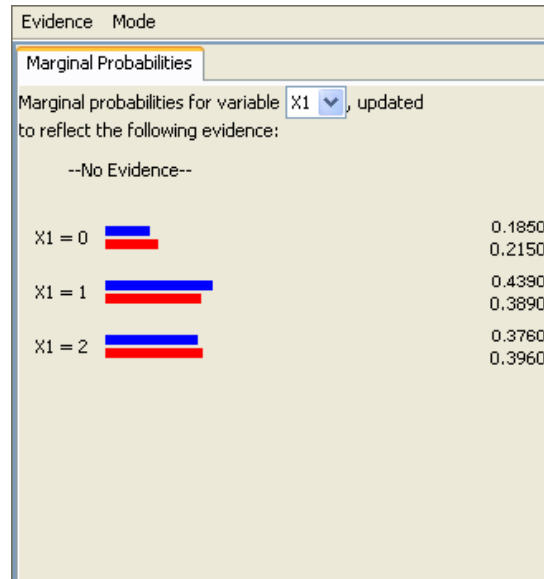 Evidence Mode
Marginal Probabilities
Marginal probabilities for variable X1, updated
to reflect the following evidence:
--No Evidence--
X1 = 0 0.1850
0.2150
X1 = 1 0.4390
0.3890
X1 = 2 0.3760
0.3960